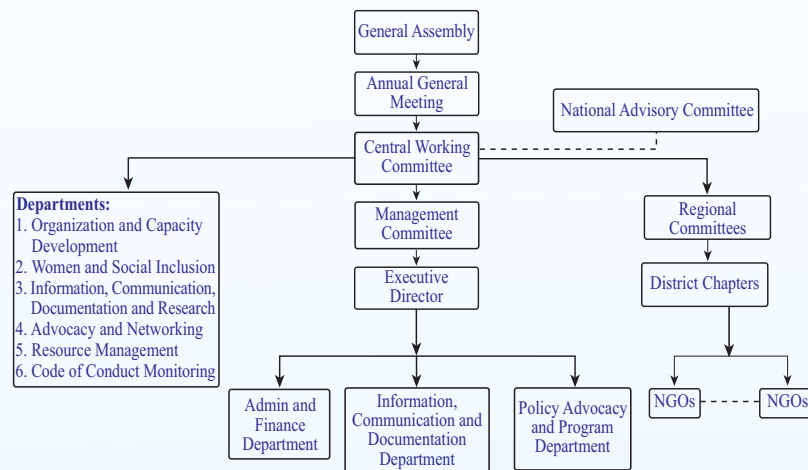 General Assembly
Annual General
Meeting
National Advisory Committee
Central Working
Committee
Departments:
1. Organization and Capacity
Development
2. Women and Social Inclusion
3. Information, Communication,
Documentation and Research
4. Advocacy and Networking
5. Resource Management
6. Code of Conduct Monitoring
Management
Committee
Regional
Committees
Executive
Director
District Chapters
Admin and
Finance
Department
Information,
Communication and
Documentation
Department
Policy Advocacy
and Program
Department
NGOs
NGOs